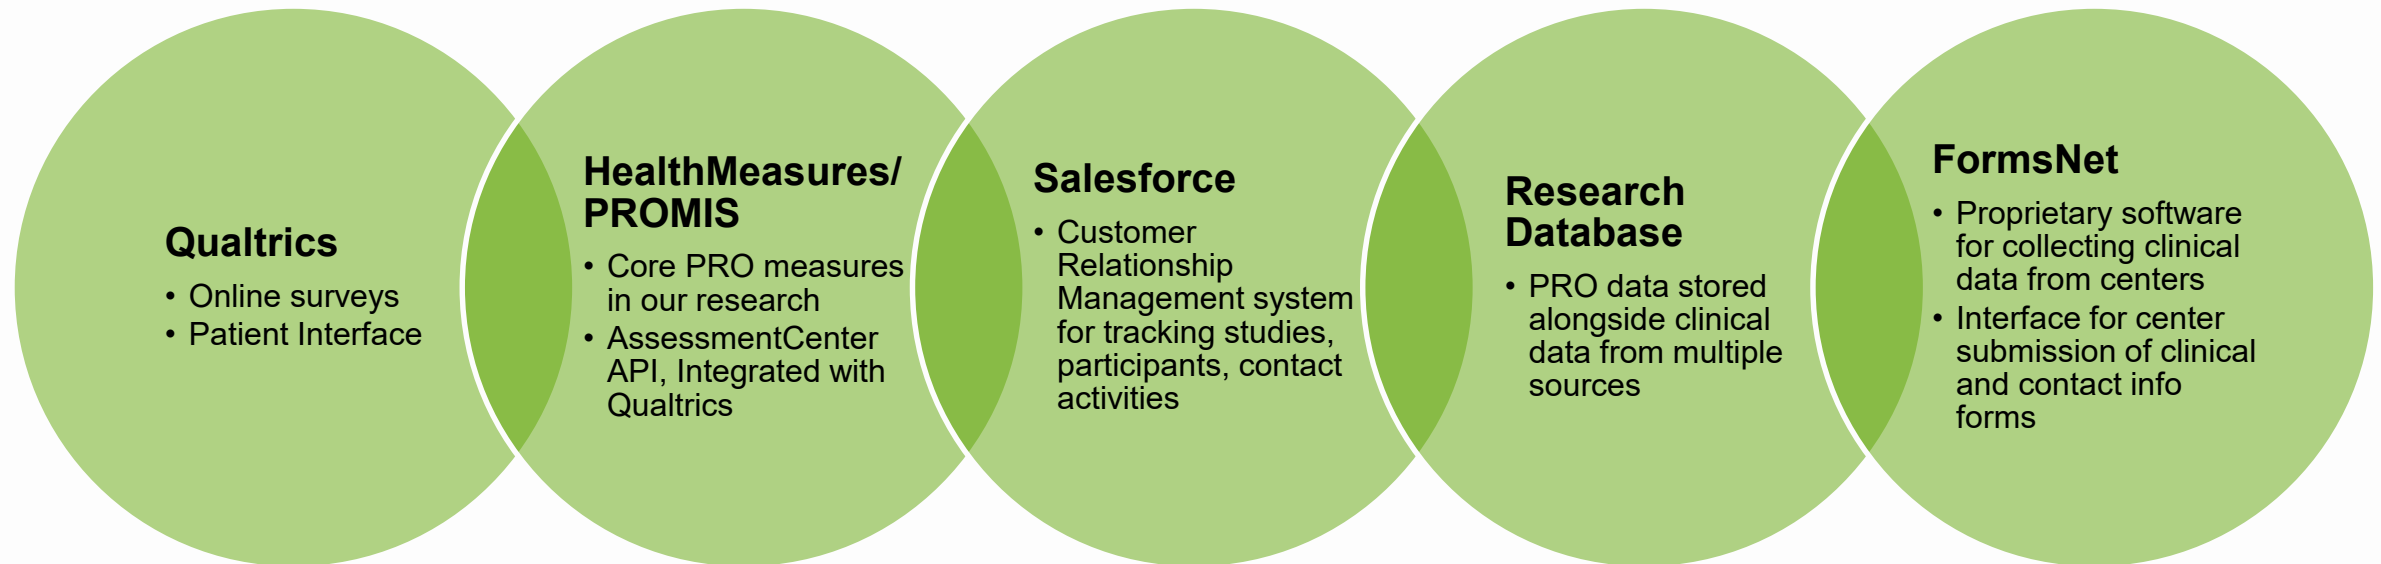 Qualtrics
• Online surveys
• Patient Interface
HealthMeasures/
PROMIS
• Core PRO measures
in our research
• AssessmentCenter
API, Integrated with
Qualtrics
Salesforce
• Customer
Relationship
Management system
for tracking studies,
participants, contact
activities
Research
Database
• PRO data stored
alongside clinical
data from multiple
sources
FormsNet
• Proprietary software
for collecting clinical
data from centers
• Interface for center
submission of clinical
and contact info
forms